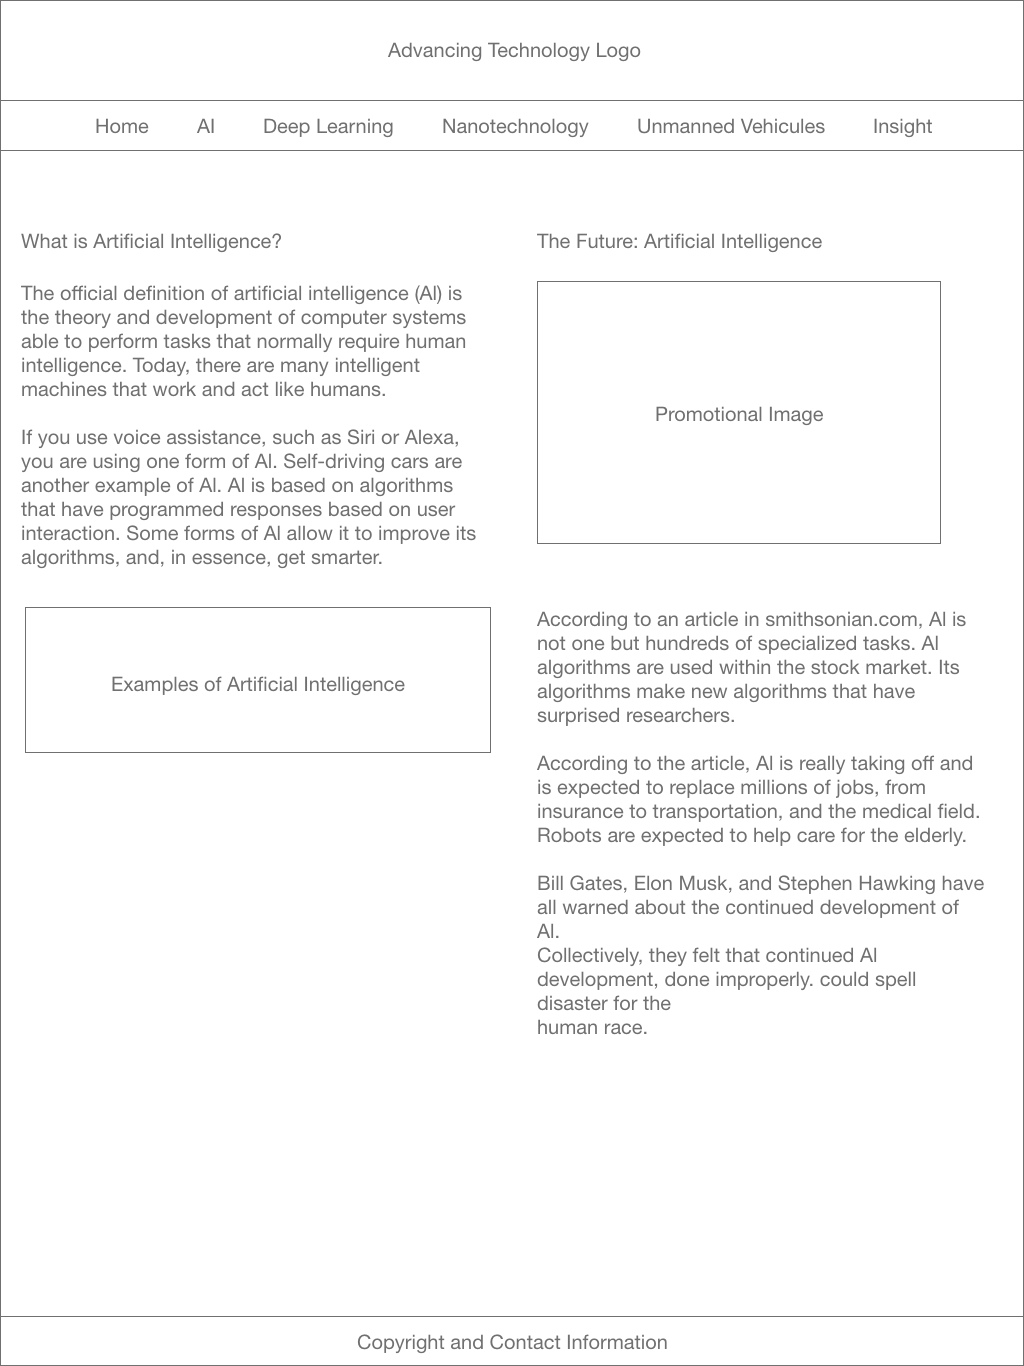 Advancing Technology Logo
Home AI Deep Learning Nanotechnology Unmanned Vehicules Insight
What is Artificial Intelligence?
The official definition of artificial intelligence (AI) is
the theory and development of computer systems
able to perform tasks that normally require human
intelligence. Today, there are many intelligent
machines that work and act like humans.
If you use voice assistance, such as Siri or Alexa,
you are using one form of AI. Self-driving cars are
another example of AI. AI is based on algorithms
that have programmed responses based on user
interaction. Some forms of AI allow it to improve its
algorithms, and, in essence, get smarter.
Examples of Artificial Intelligence
The Future: Artificial Intelligence
Promotional Image
According to an article in smithsonian.com, AI is
not one but hundreds of specialized tasks. AI
algorithms are used within the stock market. Its
algorithms make new algorithms that have
surprised researchers.
According to the article, AI is really taking off and
is expected to replace millions of jobs, from
insurance to transportation, and the medical field.
Robots are expected to help care for the elderly.
Bill Gates, Elon Musk, and Stephen Hawking have
all warned about the continued development of
AI.
Collectively, they felt that continued AI
development, done improperly. could spell
disaster for the
human race.
Copyright and Contact Information